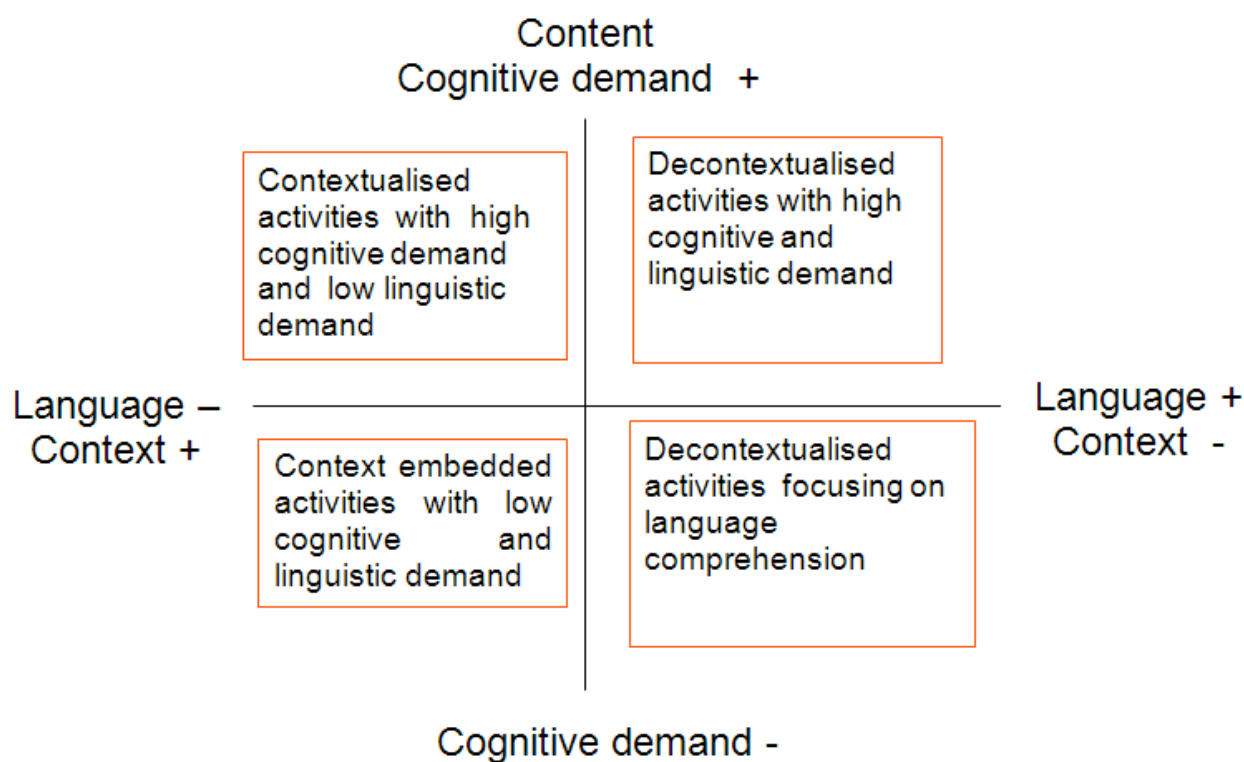 Content
Cognitive demand +
Contextualised
activities with high
cognitive demand
and low linguistic
demand
Decontextualised
activities with high
cognitive and
linguistic demand
Language –
Context +
Language +
Context -
Context embedded
activities with low
cognitive and
linguistic demand
Decontextualised
activities focusing on
language
comprehension
Cognitive demand -